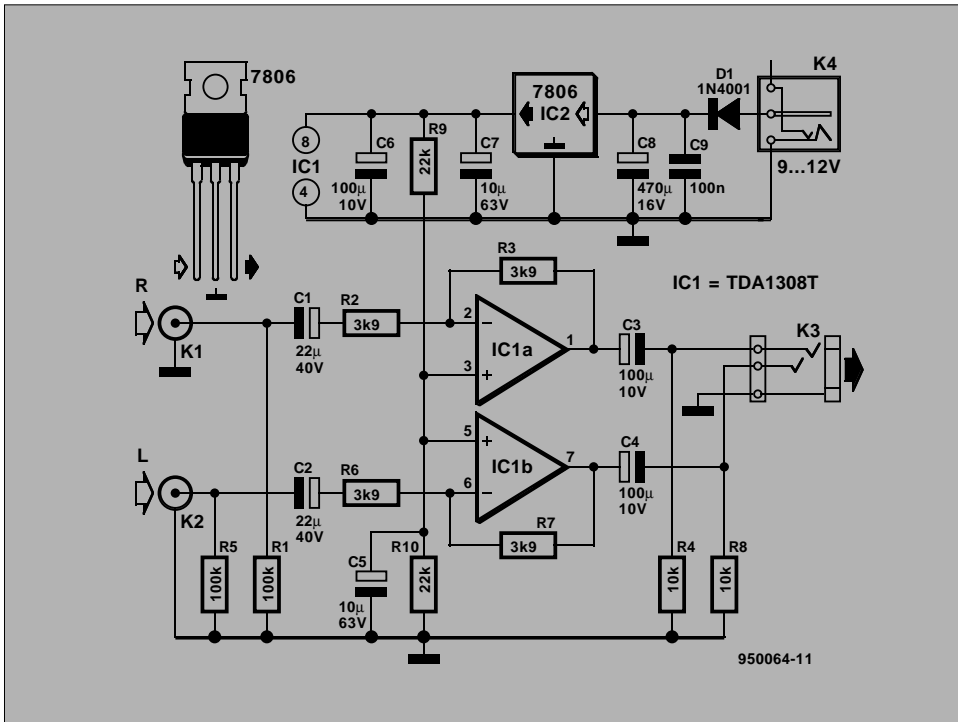 7806
8
IC1
4
C6
100µ
10V
R9
22k
C7
10µ
63V
7806
IC2
C8
470µ
16V
C9
100n
D1
1N4001
K4
9...12V
R
K1
C1
22µ
40V
R2
3k9
R3
3k9
2
−
3
+
IC1a
1
C3
100µ
10V
IC1 = TDA1308T
K3
L
K2
C2
22µ
40V
R6
3k9
5
+
6
−
IC1b
7
C4
100µ
10V
R7
3k9
R5
100k
R1
100k
C5
10µ
63V
R10
22k
R4
10k
R8
10k
950064-11